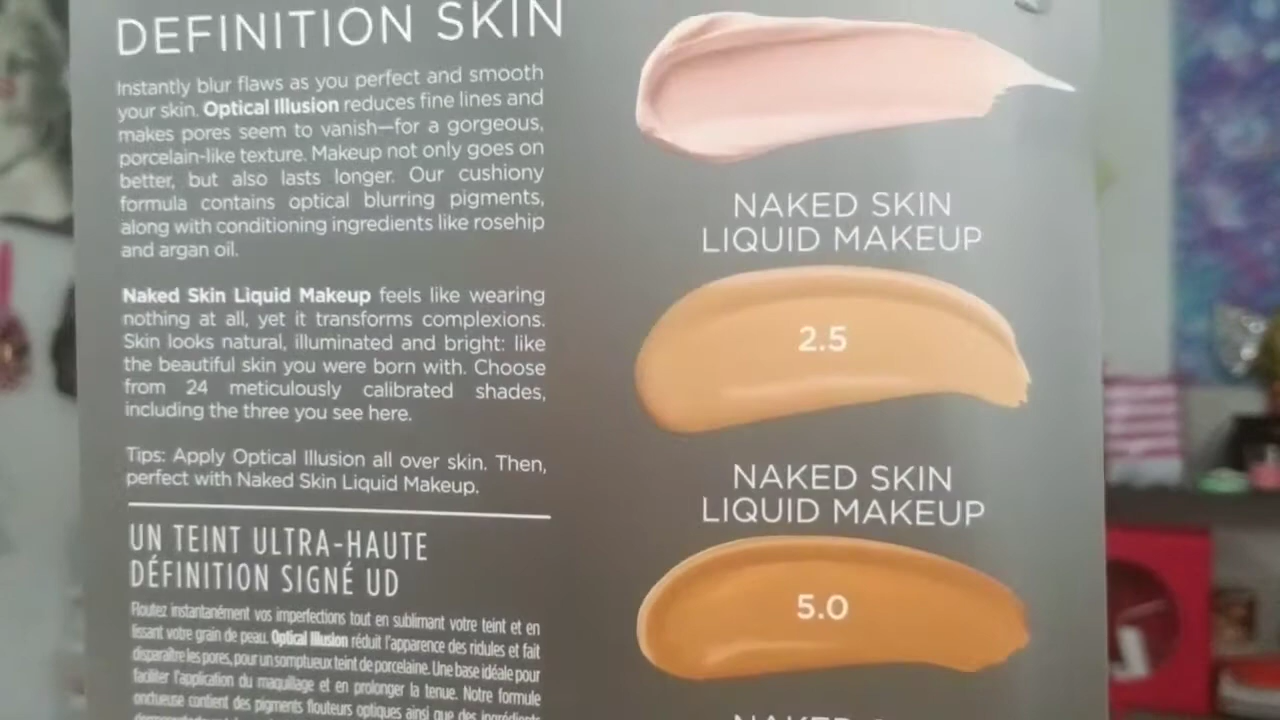 DEFINITION SKIN
Instantly blur flaws as you perfect and smooth
your skin. Optical Illusion reduces fine lines and
makes pores seem to vanish—for a gorgeous,
porcelain-like texture. Makeup not only goes on
better, but also lasts longer. Our cushiony
formula contains optical blurring pigments,
along with conditioning ingredients like rosehip
and argan oil.
Naked Skin Liquid Makeup feels like wearing
nothing at all, yet it transforms complexions.
Skin looks natural, illuminated and bright: like
the beautiful skin you were born with. Choose
from 24 meticulously calibrated shades,
including the three you see here.
Tips: Apply Optical Illusion all over skin. Then,
perfect with Naked Skin Liquid Makeup.
UN TEINT ULTRA-HAUTE
DÉFINITION SIGNÉ UD
Floutez instantanément vos imperfections tout en sublimant votre teint et en
lissant votre grain de peau. Optical Illusion réduit l'apparence des ridules et fait
disparaître les pores, pour un somptueux teint de porcelaine. Une base idéale pour
faciliter l'application du maquillage et en prolonger la tenue. Notre formule
onctueuse contient des pigments flouteurs optiques ainsi que des ingrédients
NAKED SKIN
LIQUID MAKEUP
2.5
NAKED SKIN
LIQUID MAKEUP
5.0